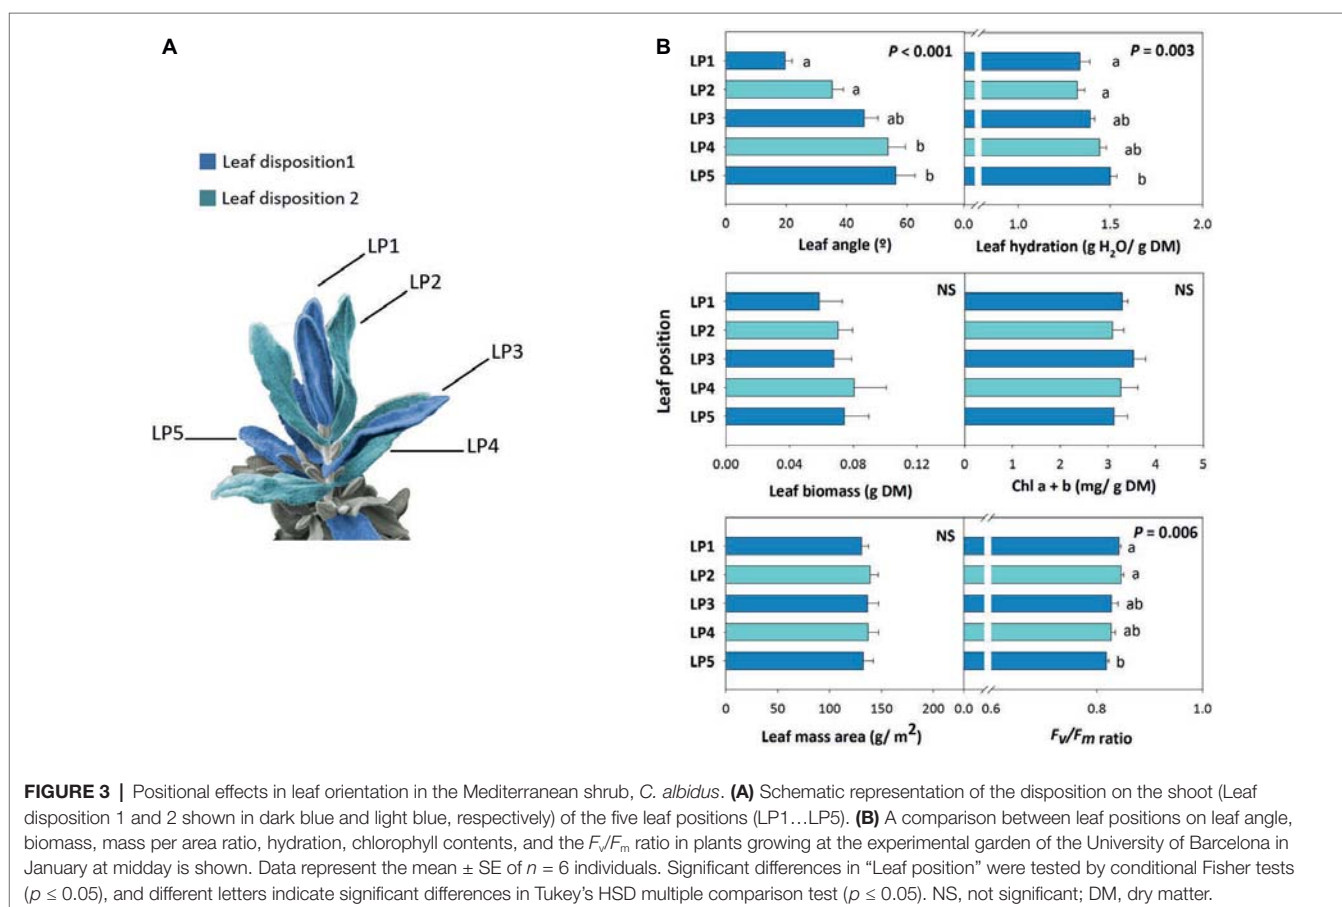 A
Leaf disposition1
Leaf disposition 2
LP1
LP2
LP3
LP5
LP4
B
Leaf position
LP1
LP2
LP3
LP4
LP5
P < 0.001
a
a
ab
b
b
0 20 40 60
Leaf angle (º)
P = 0.003
a
a
ab
ab
b
0.0 1.0 1.5 2.0
Leaf hydration (g H₂O/ g DM)
LP1
LP2
LP3
LP4
LP5
NS
0.00 0.04 0.08 0.12
Leaf biomass (g DM)
NS
0 1 2 3 4 5
Chl a + b (mg/ g DM)
LP1
LP2
LP3
LP4
LP5
NS
0 50 100 150 200
Leaf mass area (g/ m²)
P = 0.006
a
a
ab
ab
b
0.0 0.6 0.8 1.0
Fv/Fm ratio
FIGURE 3 | Positional effects in leaf orientation in the Mediterranean shrub, C. albidus. (A) Schematic representation of the disposition on the shoot (Leaf
disposition 1 and 2 shown in dark blue and light blue, respectively) of the five leaf positions (LP1…LP5). (B) A comparison between leaf positions on leaf angle,
biomass, mass per area ratio, hydration, chlorophyll contents, and the Fv/Fm ratio in plants growing at the experimental garden of the University of Barcelona in
January at midday is shown. Data represent the mean ± SE of n = 6 individuals. Significant differences in “Leaf position” were tested by conditional Fisher tests
(p ≤ 0.05), and different letters indicate significant differences in Tukey’s HSD multiple comparison test (p ≤ 0.05). NS, not significant; DM, dry matter.